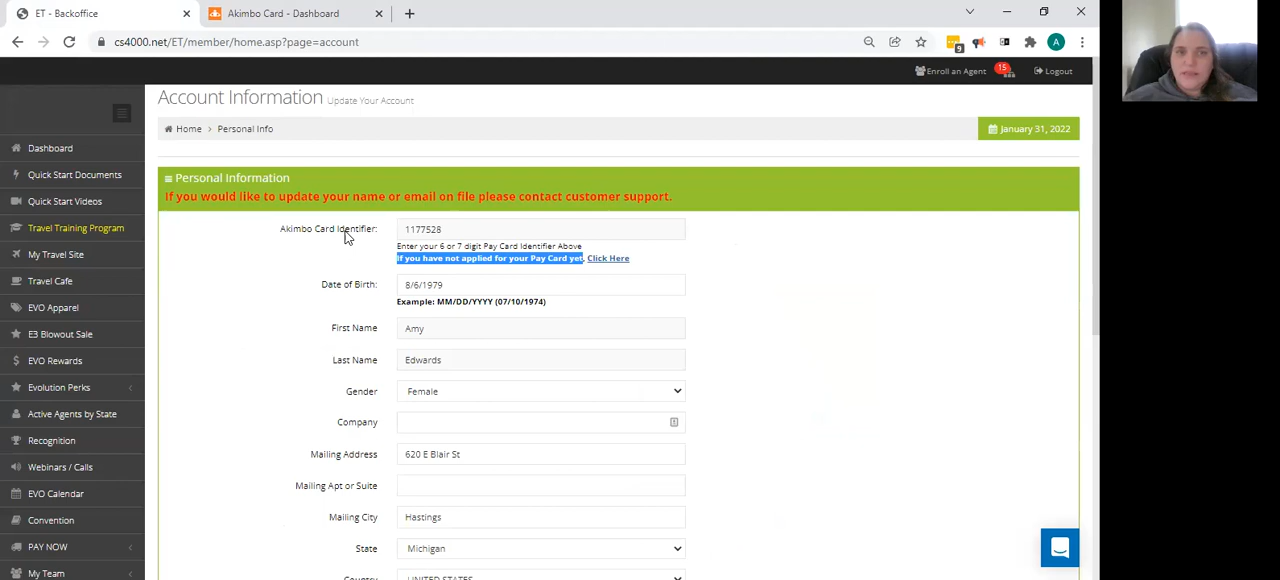 ET - Backoffice
Akimbo Card - Dashboard
cs4000.net/ET/member/home.asp?page=account
9
A
Enroll an Agent
15
Logout
Account Information Update Your Account
Home > Personal Info
January 31, 2022
Dashboard
Quick Start Documents
Quick Start Videos
Travel Training Program
My Travel Site
Travel Cafe
EVO Apparel
E3 Blowout Sale
EVO Rewards
Evolution Perks
Active Agents by State
Recognition
Webinars / Calls
EVO Calendar
Convention
PAY NOW
My Team
Personal Information
If you would like to update your name or email on file please contact customer support.
Akimbo Card Identifier: 1177528
Enter your 6 or 7 digit Pay Card Identifier Above
If you have not applied for your Pay Card yet, Click Here
Date of Birth: 8/6/1979
Example: MM/DD/YYYY (07/10/1974)
First Name Amy
Last Name Edwards
Gender Female
Company
Mailing Address 620 E Blair St
Mailing Apt or Suite
Mailing City Hastings
State Michigan
Country UNITED STATES